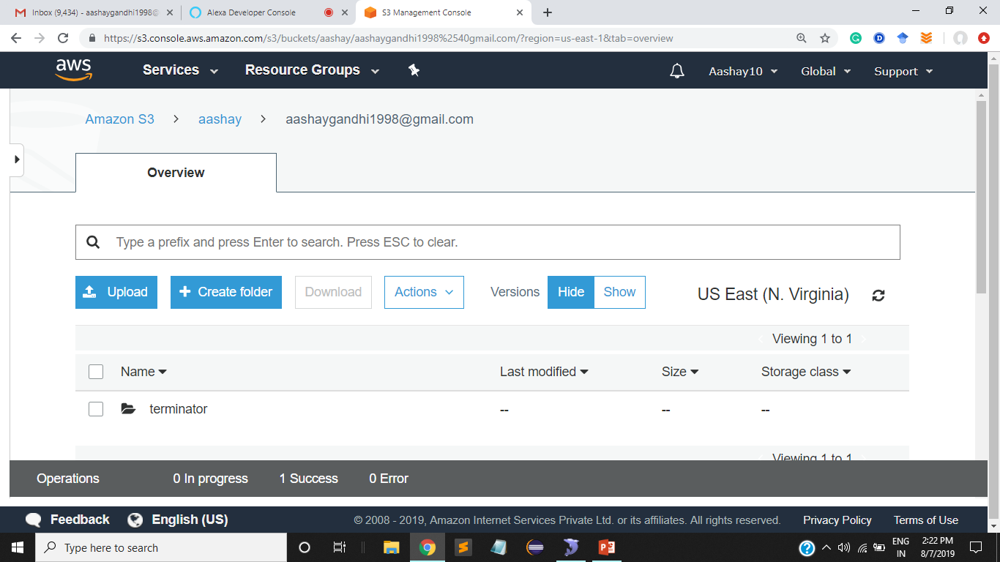 Inbox (9,434) - aashaygandhi1998@
Alexa Developer Console
S3 Management Console
https://s3.console.aws.amazon.com/s3/buckets/aashay/aashaygandhi1998%2540gmail.com/?region=us-east-1&tab=overview
aws Services Resource Groups Aashay10 Global Support
Amazon S3 > aashay > aashaygandhi1998@gmail.com
Overview
Type a prefix and press Enter to search. Press ESC to clear.
Upload + Create folder Download Actions Versions Hide Show US East (N. Virginia)
Viewing 1 to 1
Name Last modified Size Storage class
terminator -- -- --
Viewing 1 to 1
Operations 0 In progress 1 Success 0 Error
Feedback English (US) © 2008 - 2019, Amazon Internet Services Private Ltd. or its affiliates. All rights reserved. Privacy Policy Terms of Use
Type here to search
ENG 2:22 PM
IN 8/7/2019